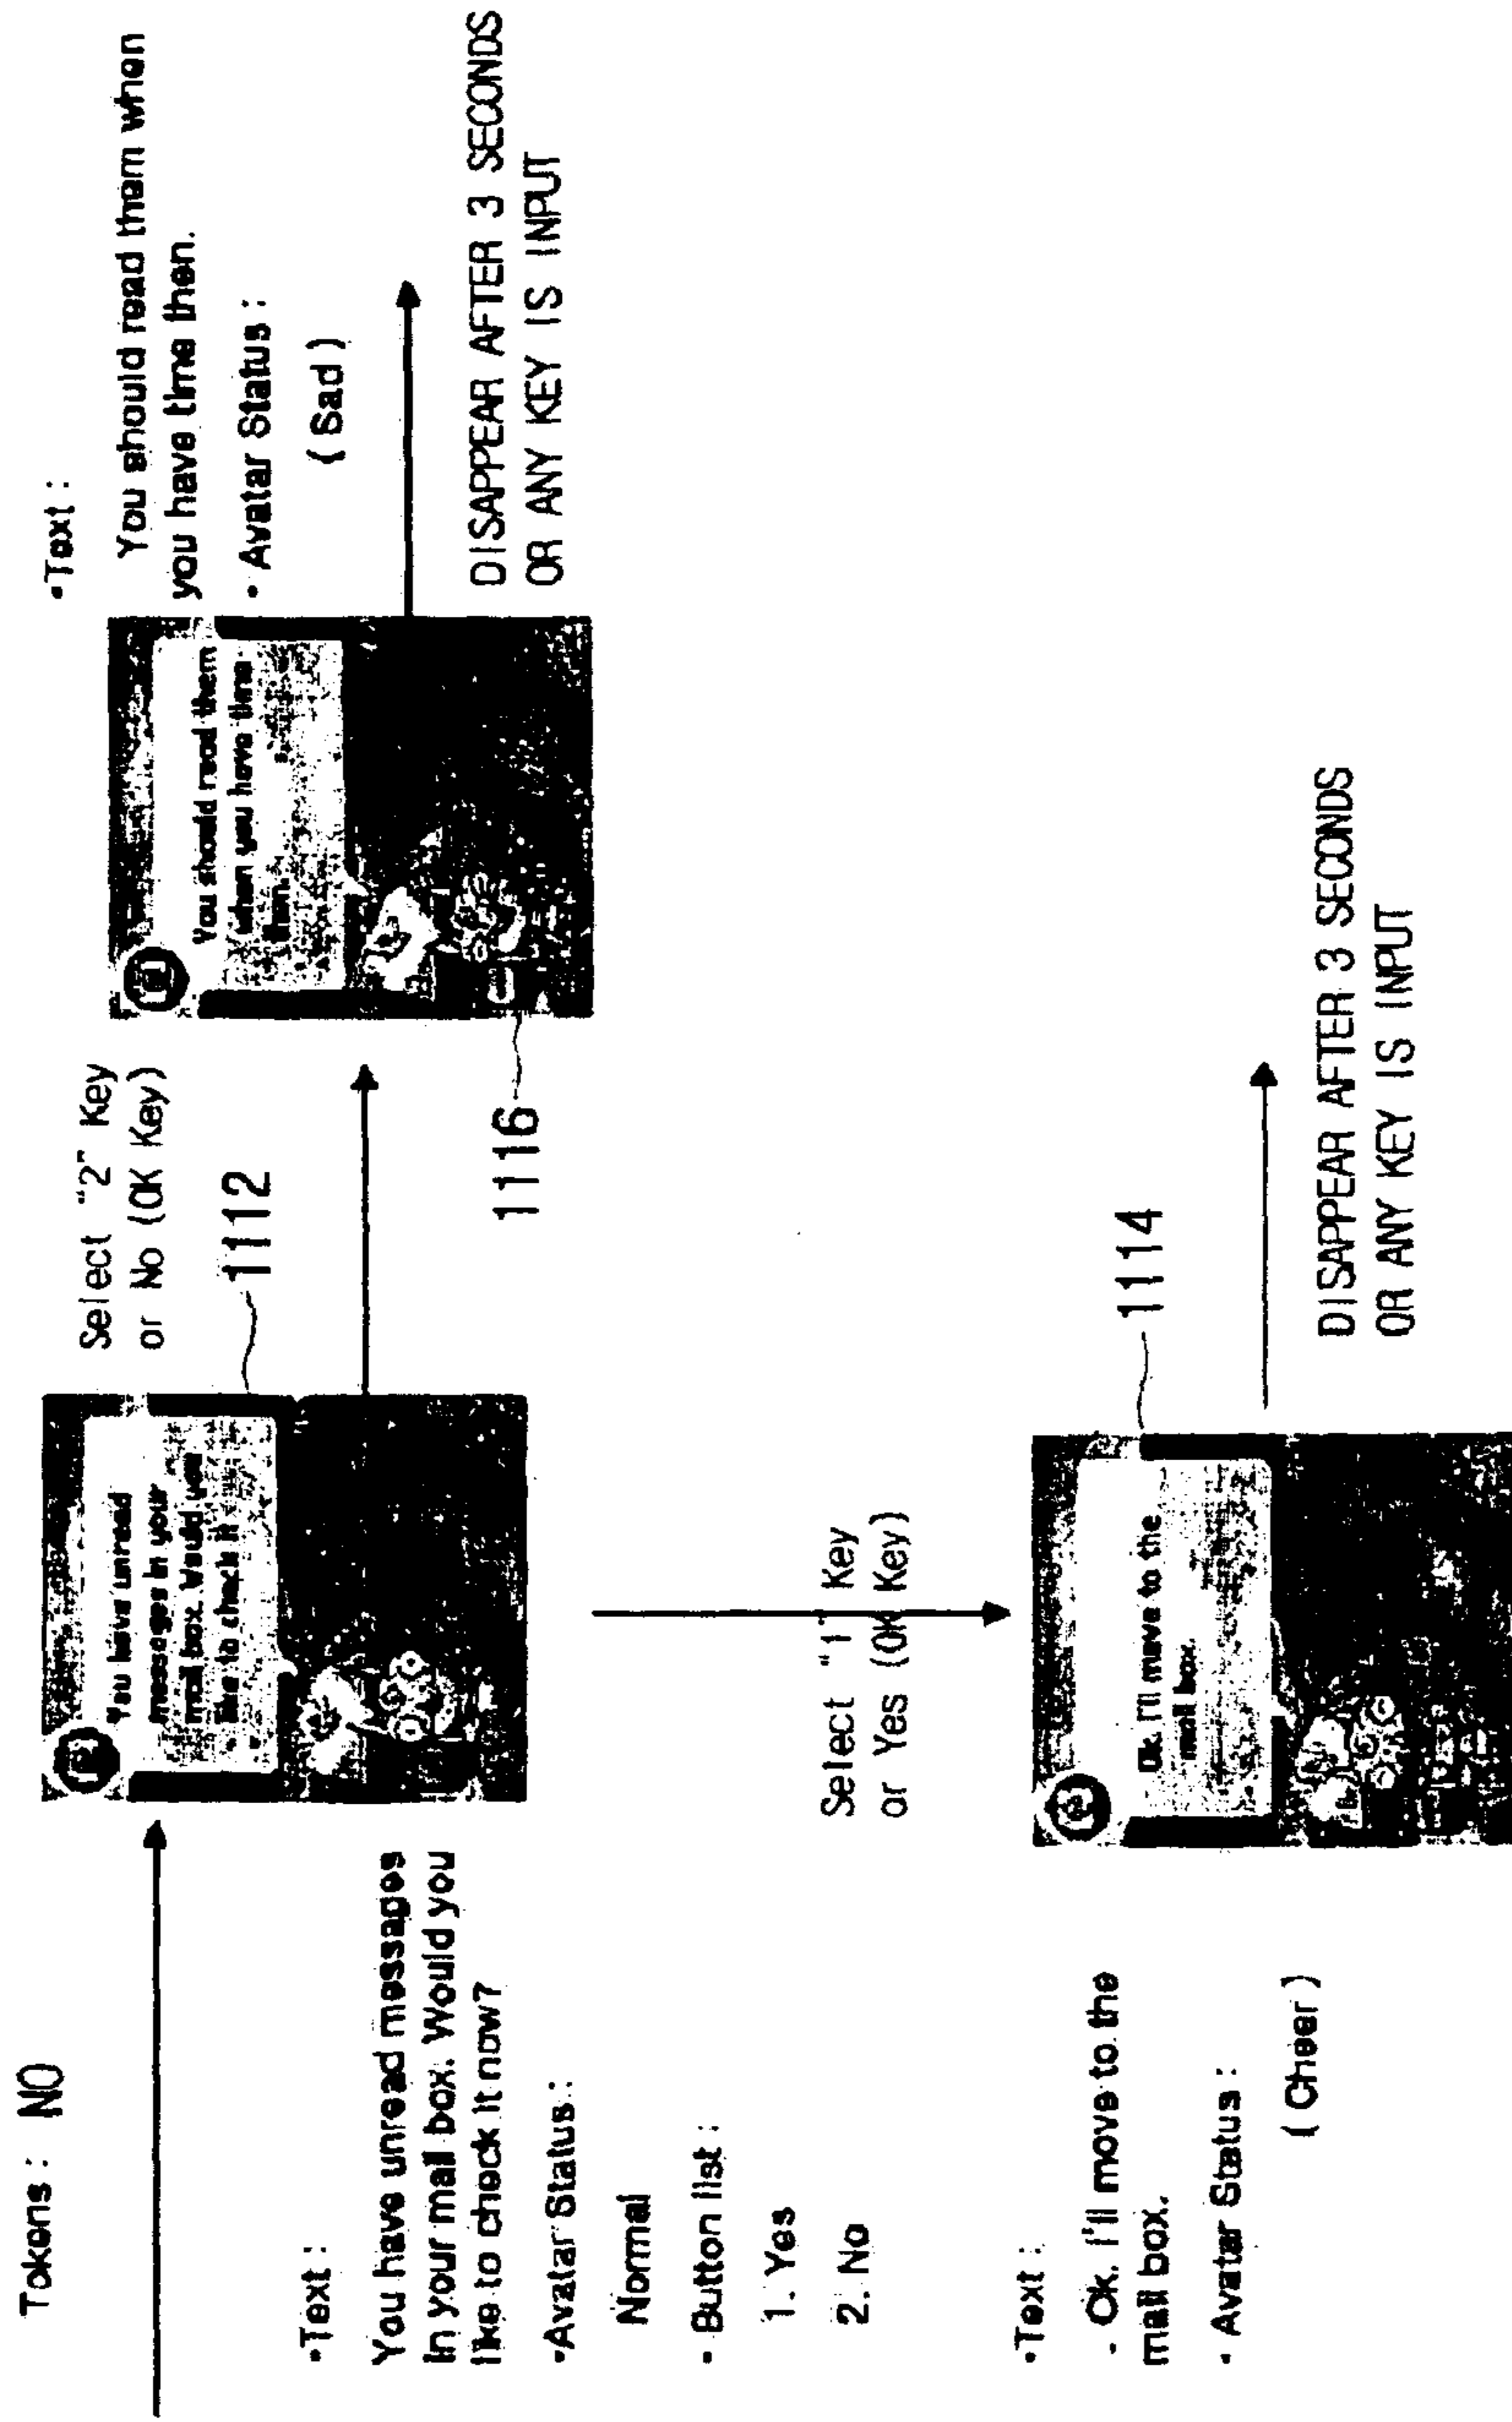 Tokens : NO
•Text :
You have unread messages
in your mail box. Would you
like to check it now?
•Avatar Status :
Normal
• Button list :
1. Yes
2. No
You have unread
messages in your
mail box. Would you
like to check it
Select "2" Key
or No (OK Key)
1112
You should read them
when you have time
then.
1116
•Text :
You should read them when
you have time then.
• Avatar Status :
( Sad )
DISAPPEAR AFTER 3 SECONDS
OR ANY KEY IS INPUT
Select "1" Key
or Yes (OK Key)
•Text :
- Ok. I'll move to the
mail box.
• Avatar Status :
( Cheer )
Ok. I'll move to the
mail box.
1114
DISAPPEAR AFTER 3 SECONDS
OR ANY KEY IS INPUT